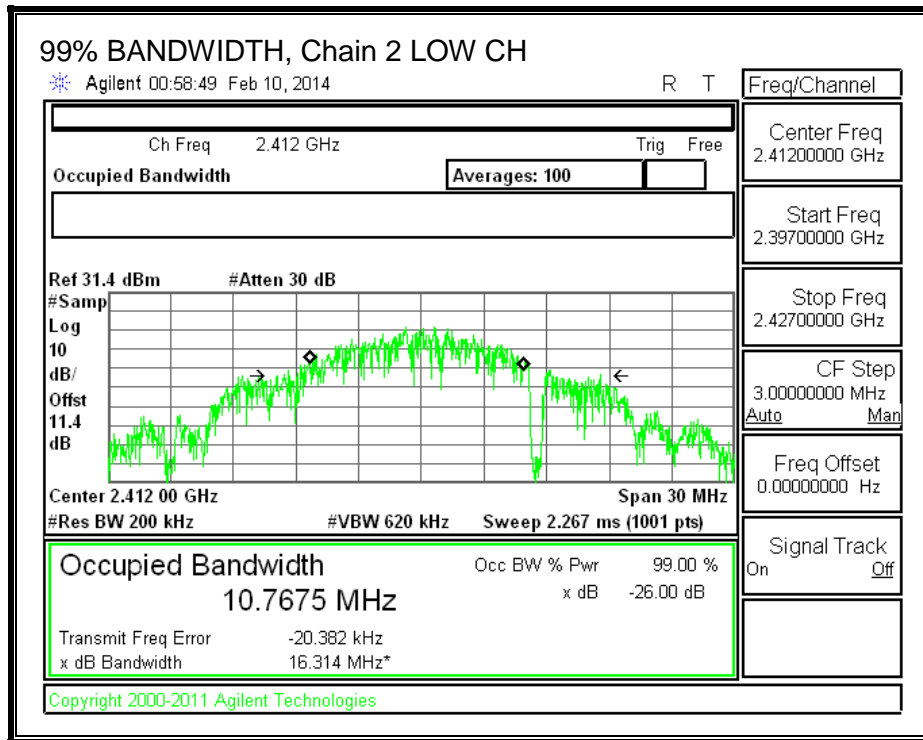 99% BANDWIDTH, Chain 2 LOW CH
Agilent 00:58:49 Feb 10, 2014 R T
Freq/Channel
Ch Freq 2.412 GHz Trig Free
Occupied Bandwidth Averages: 100
Center Freq
2.41200000 GHz
Start Freq
2.39700000 GHz
Stop Freq
2.42700000 GHz
CF Step
3.00000000 MHz
Auto Man
Freq Offset
0.00000000 Hz
Signal Track
On Off
Ref 31.4 dBm #Atten 30 dB
#Samp
Log
10
dB/
Offst
11.4
dB
Center 2.412 00 GHz Span 30 MHz
#Res BW 200 kHz #VBW 620 kHz Sweep 2.267 ms (1001 pts)
Occupied Bandwidth Occ BW % Pwr 99.00 %
10.7675 MHz x dB -26.00 dB
Transmit Freq Error -20.382 kHz
x dB Bandwidth 16.314 MHz*
Copyright 2000-2011 Agilent Technologies